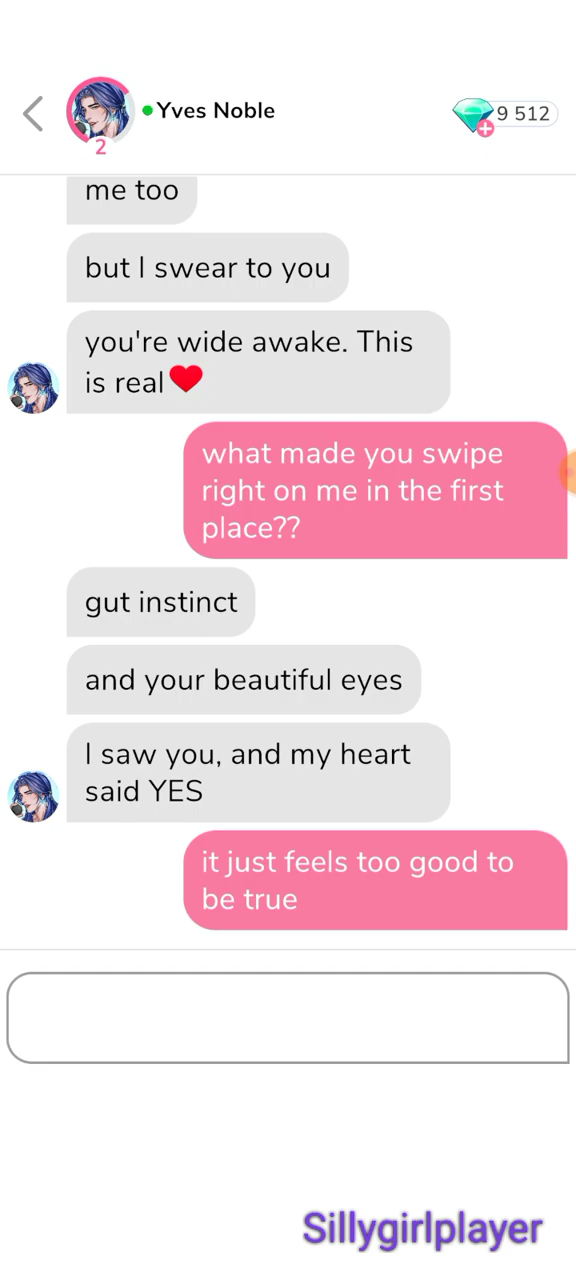 Yves Noble
9 512
2
me too
but I swear to you
you're wide awake. This
is real❤️
what made you swipe
right on me in the first
place??
gut instinct
and your beautiful eyes
I saw you, and my heart
said YES
it just feels too good to
be true
Sillygirlplayer